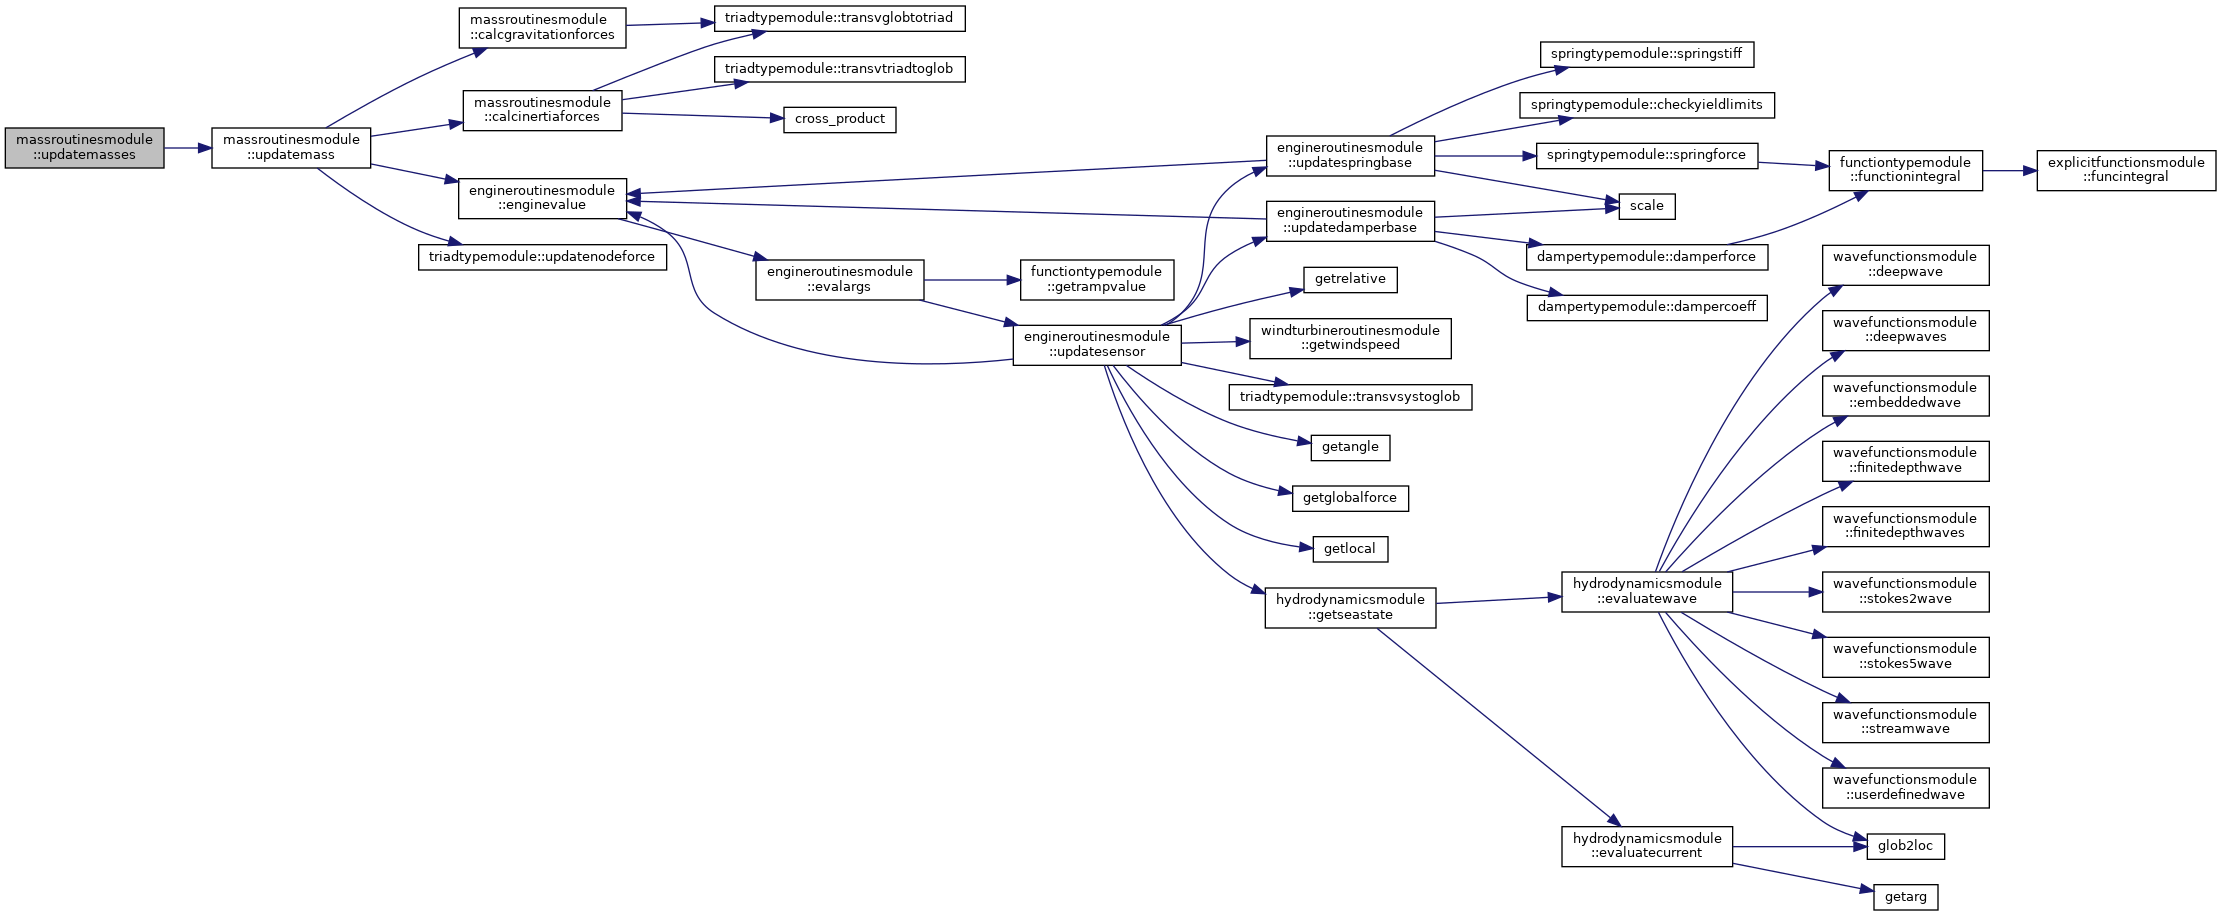 massroutinesmodule
::updatemasses
massroutinesmodule
::updatemass
massroutinesmodule
::calcgravitationforces
massroutinesmodule
::calcinertiaforces
engineroutinesmodule
::enginevalue
triadtypemodule::updatenodeforce
triadtypemodule::transvglobtotriad
triadtypemodule::transvtriadtoglob
cross_product
engineroutinesmodule
::evalargs
functiontypemodule
::getrampvalue
engineroutinesmodule
::updatesensor
engineroutinesmodule
::updatespringbase
engineroutinesmodule
::updatedamperbase
getrelative
windturbineroutinesmodule
::getwindspeed
triadtypemodule::transvsystoglob
getangle
getglobalforce
getlocal
hydrodynamicsmodule
::getseastate
springtypemodule::springstiff
springtypemodule::checkyieldlimits
springtypemodule::springforce
scale
dampertypemodule::damperforce
dampertypemodule::dampercoeff
functiontypemodule
::functionintegral
explicitfunctionsmodule
::funcintegral
hydrodynamicsmodule
::evaluatewave
hydrodynamicsmodule
::evaluatecurrent
wavefunctionsmodule
::deepwave
wavefunctionsmodule
::deepwaves
wavefunctionsmodule
::embeddedwave
wavefunctionsmodule
::finitedepthwave
wavefunctionsmodule
::finitedepthwaves
wavefunctionsmodule
::stokes2wave
wavefunctionsmodule
::stokes5wave
wavefunctionsmodule
::streamwave
wavefunctionsmodule
::userdefinedwave
glob2loc
getarg